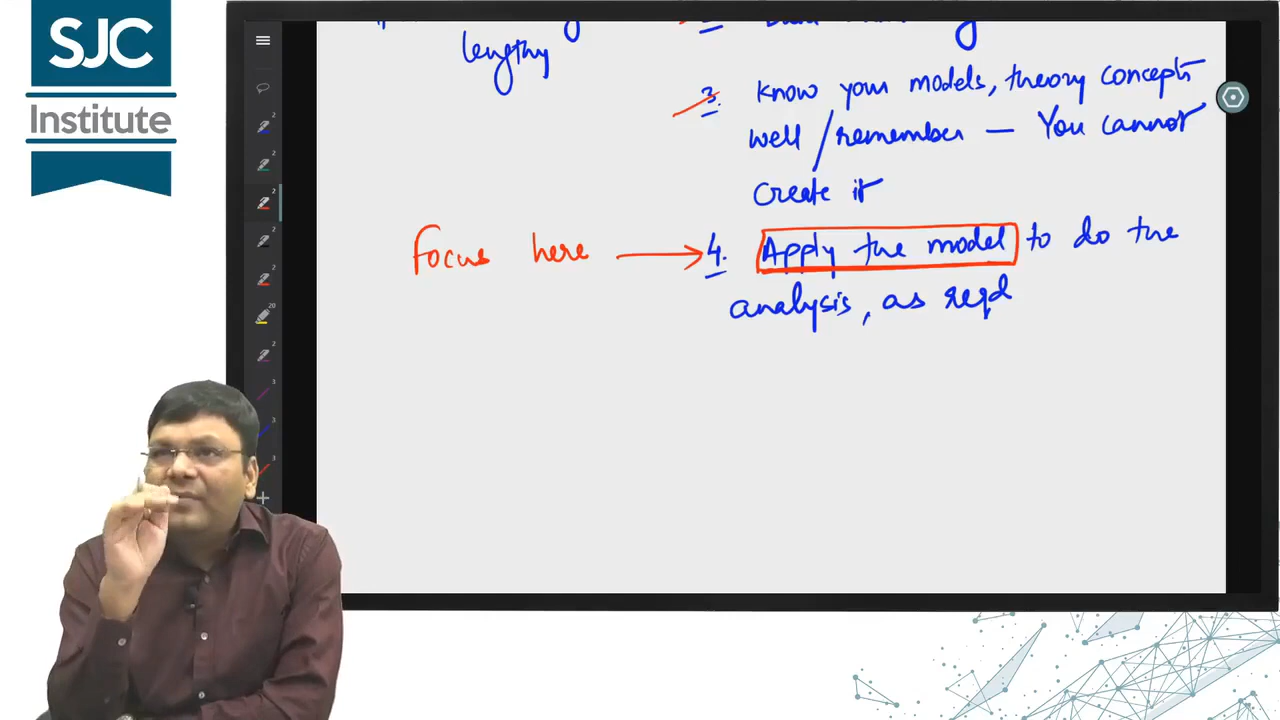 SJC
Institute
lengthy
3. Know your models, theory concepts
well / remember — You cannot
create it
Focus here → 4. Apply the model to do the
analysis, as reqd